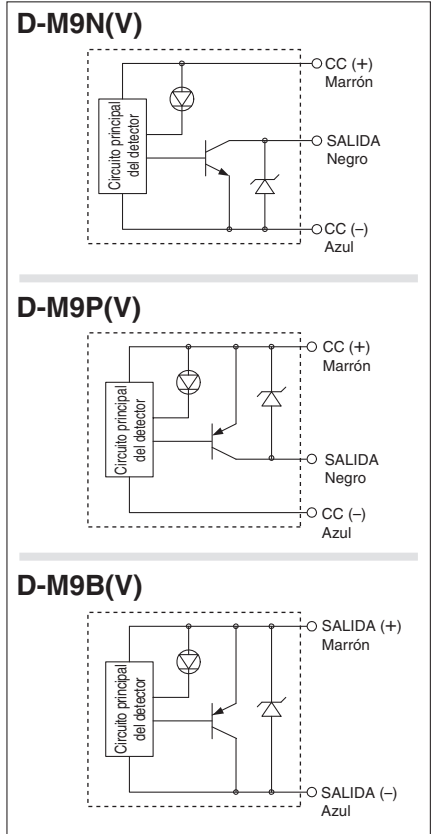 D-M9N(V)
CC (+)
Marrón
Circuito principal
del detector
SALIDA
Negro
CC (–)
Azul
D-M9P(V)
CC (+)
Marrón
Circuito principal
del detector
SALIDA
Negro
CC (–)
Azul
D-M9B(V)
SALIDA (+)
Marrón
Circuito principal
del detector
SALIDA (–)
Azul